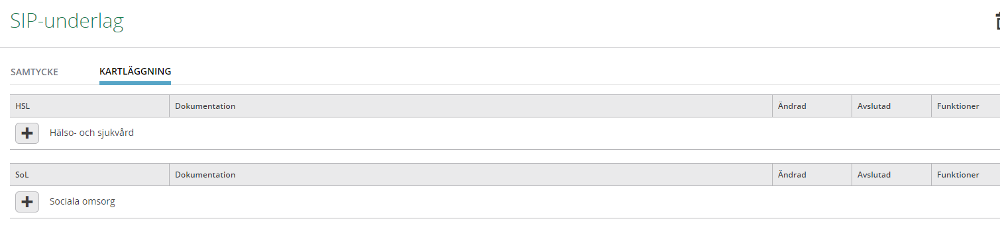 SIP-underlag
SAMTYCKE KARTLÄGGNING
HSL Dokumentation Ändrad Avslutad Funktioner
Hälso- och sjukvård
SoL Dokumentation Ändrad Avslutad Funktioner
Sociala omsorg